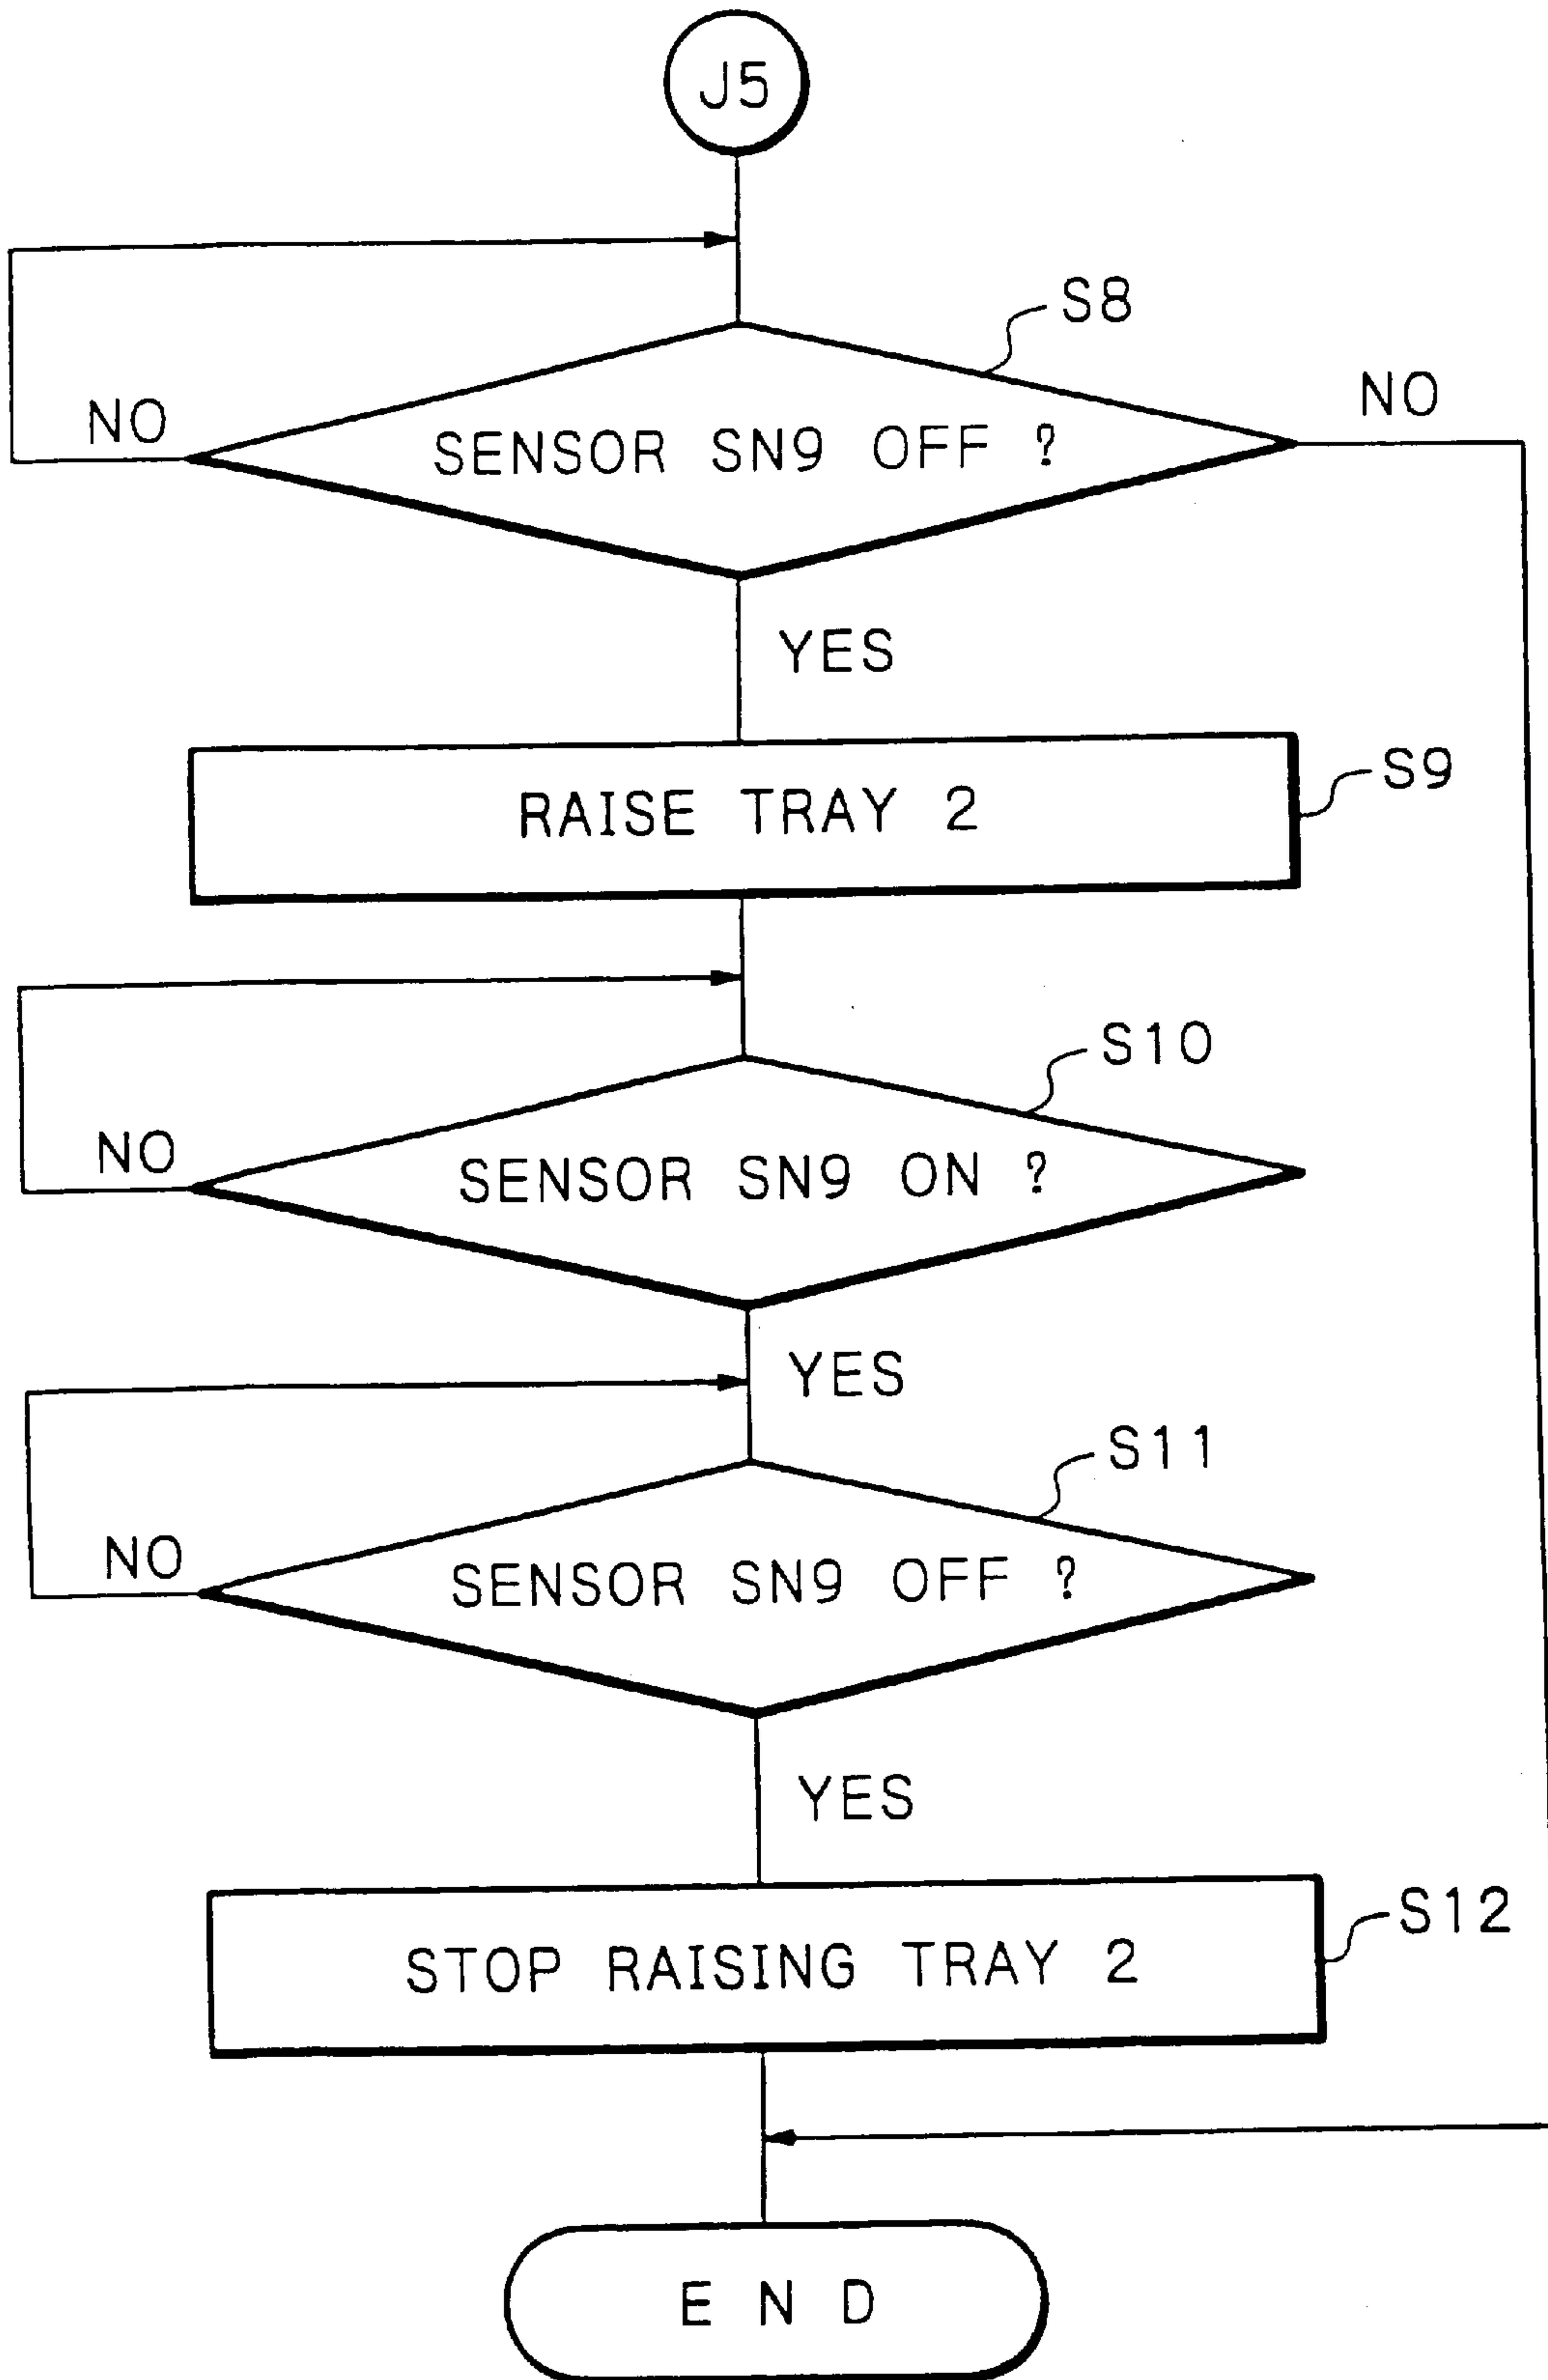 J5
S8
NO
SENSOR SN9 OFF ?
NO
YES
S9
RAISE TRAY 2
S10
NO
SENSOR SN9 ON ?
YES
S11
NO
SENSOR SN9 OFF ?
YES
S12
STOP RAISING TRAY 2
E N D